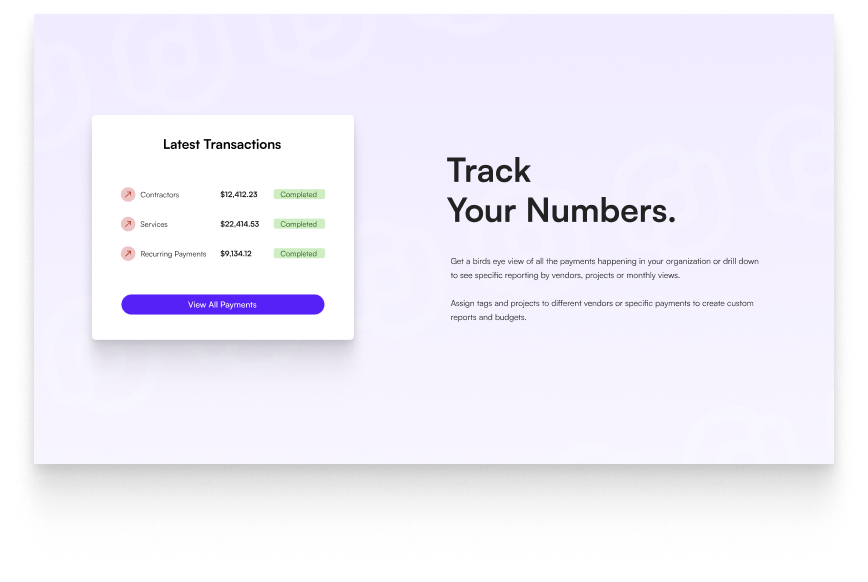 Latest Transactions
Contractors $12,412.23 Completed
Services $22,414.53 Completed
Recurring Payments $9,134.12 Completed
View All Payments
Track
Your Numbers.
Get a birds eye view of all the payments happening in your organization or drill down
to see specific reporting by vendors, projects or monthly views.
Assign tags and projects to different vendors or specific payments to create custom
reports and budgets.